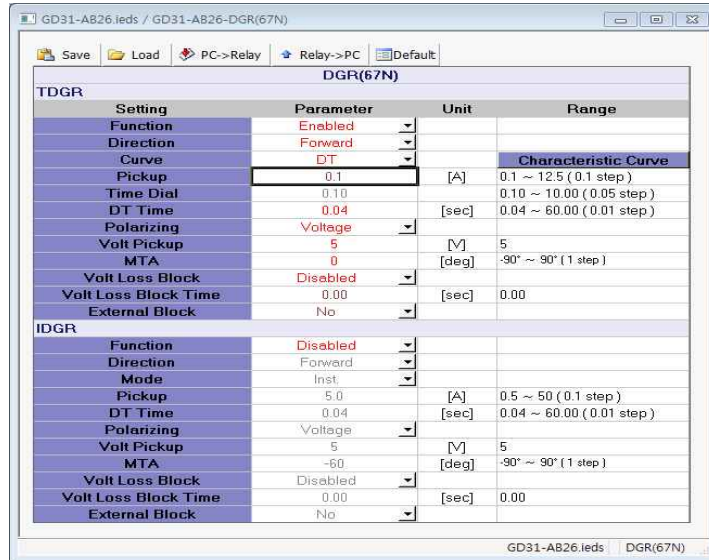 GD31-AB26.ieds / GD31-AB26-DGR(67N)
Save Load PC->Relay Relay->PC Default
DGR(67N)
TDGR
Setting Parameter Unit Range
Function Enabled
Direction Forward
Curve DT Characteristic Curve
Pickup 0.1 [A] 0.1 ~ 12.5 ( 0.1 step )
Time Dial 0.10 0.10 ~ 10.00 ( 0.05 step )
DT Time 0.04 [sec] 0.04 ~ 60.00 ( 0.01 step )
Polarizing Voltage
Volt Pickup 5 [V] 5
MTA 0 [deg] -90° ~ 90° ( 1 step )
Volt Loss Block Disabled
Volt Loss Block Time 0.00 [sec] 0.00
External Block No
IDGR
Function Disabled
Direction Forward
Mode Inst.
Pickup 5.0 [A] 0.5 ~ 50 ( 0.1 step )
DT Time 0.04 [sec] 0.04 ~ 60.00 ( 0.01 step )
Polarizing Voltage
Volt Pickup 5 [V] 5
MTA -60 [deg] -90° ~ 90° ( 1 step )
Volt Loss Block Disabled
Volt Loss Block Time 0.00 [sec] 0.00
External Block No
GD31-AB26.ieds DGR(67N)